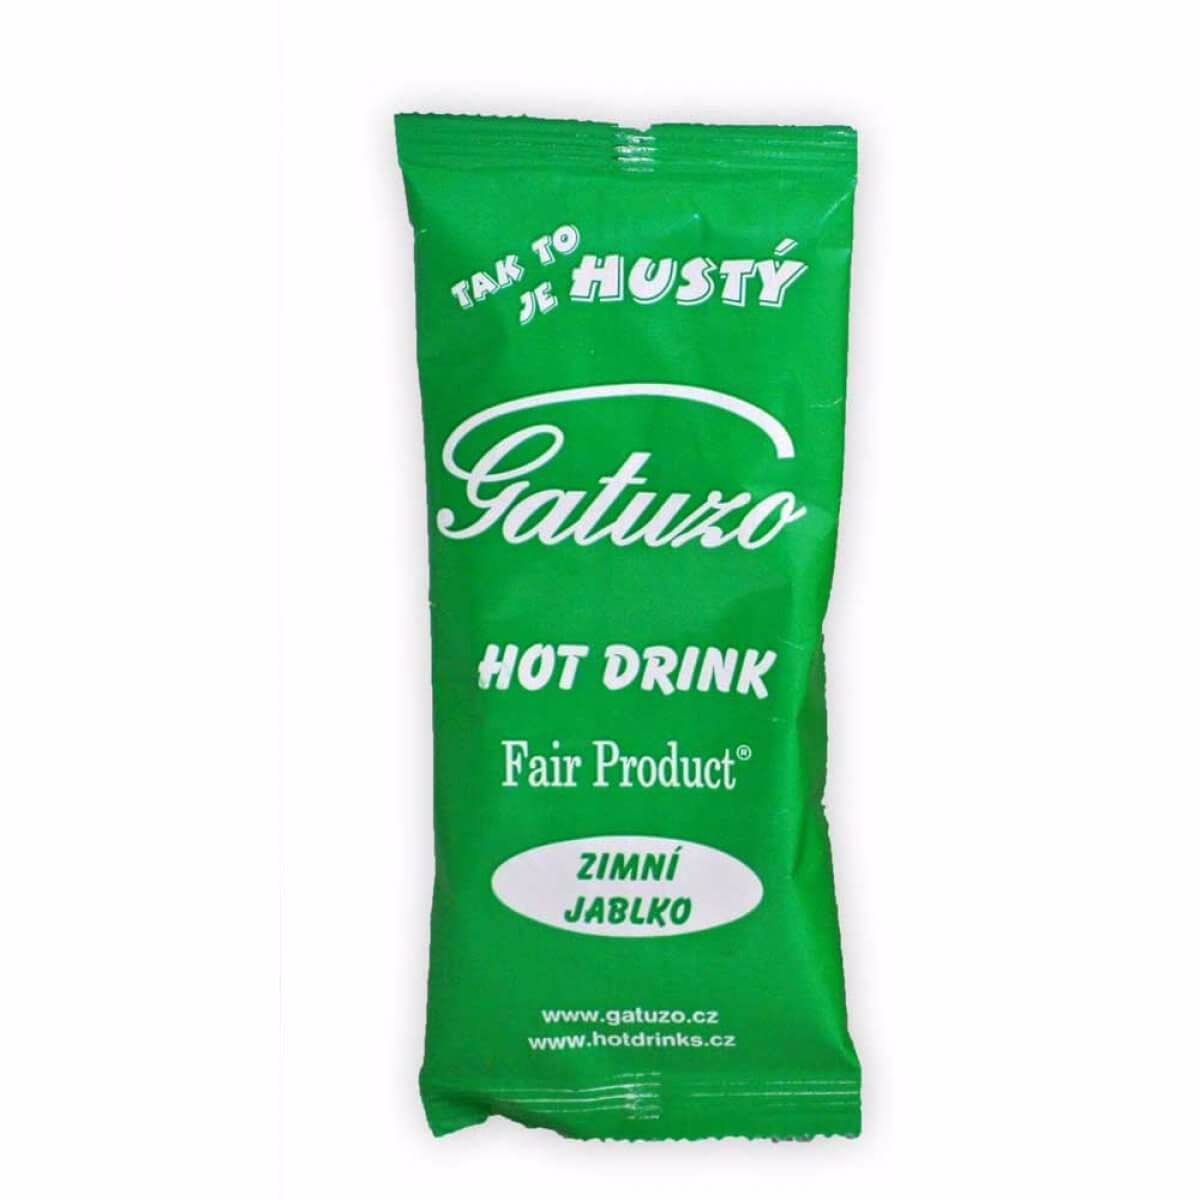 TAK TO
JE HUSTÝ
Gatuzo
HOT DRINK
Fair Product®
ZIMNÍ
JABLKO
www.gatuzo.cz
www.hotdrinks.cz